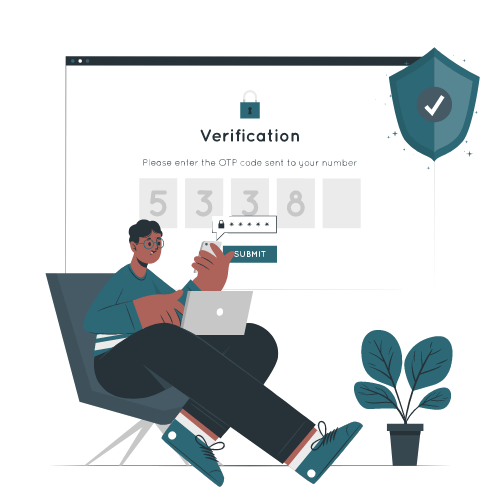 Verification
Please enter the OTP code sent to your number
5 3 3 8
*****
SUBMIT